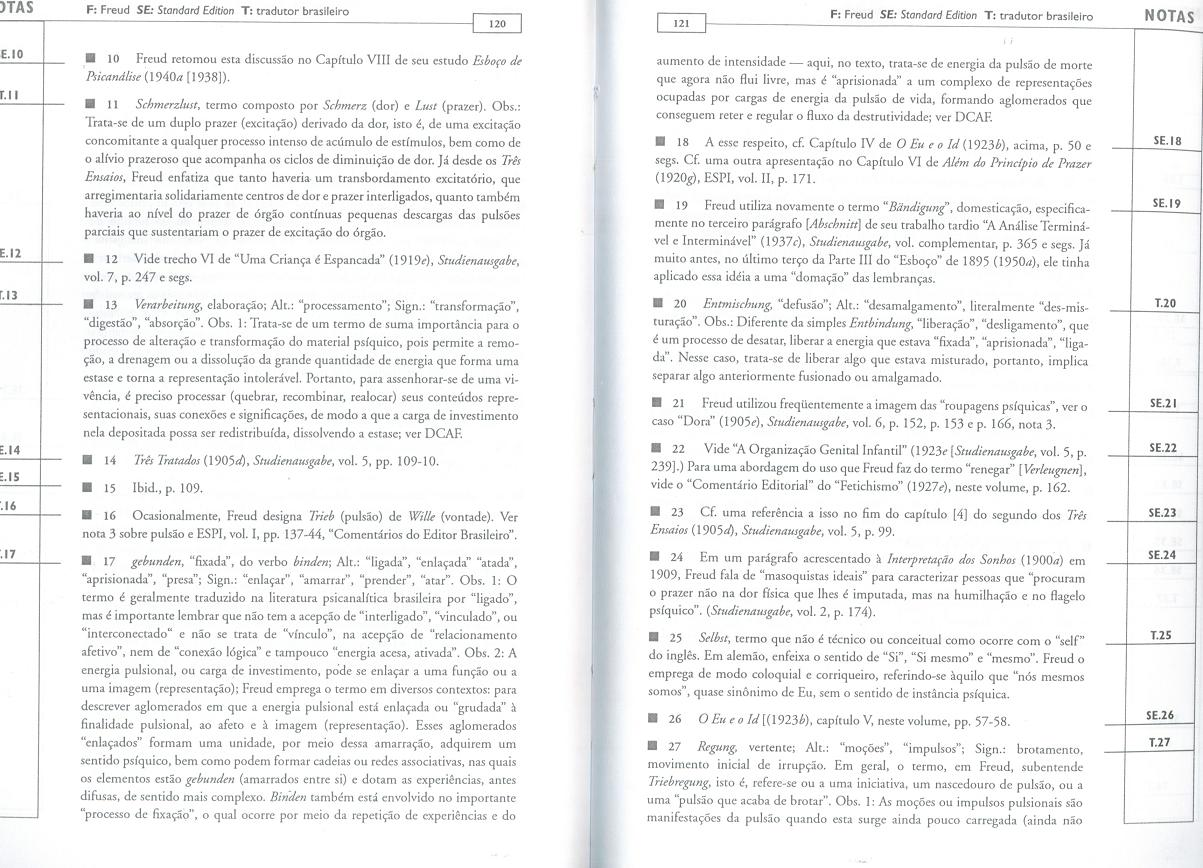 OTAS
F: Freud SE: Standard Edition T: tradutor brasileiro
120
SE.10
T.11
SE.12
T.13
SE.14
SE.15
T.16
T.17
■ 10 Freud retomou esta discussão no Capítulo VIII de seu estudo Esboço de
Psicanálise (1940a [1938]).
■ 11 Schmerzlust, termo composto por Schmerz (dor) e Lust (prazer). Obs.:
Trata-se de um duplo prazer (excitação) derivado da dor, isto é, de uma excitação
concomitante a qualquer processo intenso de acúmulo de estímulos, bem como de
o alívio prazeroso que acompanha os ciclos de diminuição de dor. Já desde os Três
Ensaios, Freud enfatiza que tanto haveria um transbordamento excitatório, que
arregimentaria solidariamente centros de dor e prazer interligados, quanto também
haveria ao nível do prazer de órgão contínuas pequenas descargas das pulsões
parciais que sustentariam o prazer de excitação do órgão.
■ 12 Vide trecho VI de “Uma Criança é Espancada” (1919e), Studienausgabe,
vol. 7, p. 247 e segs.
■ 13 Verarbeitung, elaboração; Alt.: “processamento”; Sign.: “transformação”,
“digestão”, “absorção”. Obs. 1: Trata-se de um termo de suma importância para o
processo de alteração e transformação do material psíquico, pois permite a remo-
ção, a drenagem ou a dissolução da grande quantidade de energia que forma uma
estase e torna a representação intolerável. Portanto, para assenhorar-se de uma vi-
vência, é preciso processar (quebrar, recombinar, realocar) seus conteúdos repre-
sentacionais, suas conexões e significações, de modo a que a carga de investimento
nela depositada possa ser redistribuída, dissolvendo a estase; ver DCAF.
■ 14 Três Tratados (1905d), Studienausgabe, vol. 5, pp. 109-10.
■ 15 Ibid., p. 109.
■ 16 Ocasionalmente, Freud designa Trieb (pulsão) de Wille (vontade). Ver
nota 3 sobre pulsão e ESPI, vol. I, pp. 137-44, “Comentários do Editor Brasileiro”.
■ 17 gebunden, “fixada”, do verbo binden; Alt.: “ligada”, “enlaçada” “atada”,
“aprisionada”, “presa”; Sign.: “enlaçar”, “amarrar”, “prender”, “atar”. Obs. 1: O
termo é geralmente traduzido na literatura psicanalítica brasileira por “ligado”,
mas é importante lembrar que não tem a acepção de “interligado”, “vinculado”, ou
“interconectado“ e não se trata de “vínculo”, na acepção de “relacionamento
afetivo”, nem de “conexão lógica” e tampouco “energia acesa, ativada”. Obs. 2: A
energia pulsional, ou carga de investimento, pode se enlaçar a uma função ou a
uma imagem (representação); Freud emprega o termo em diversos contextos: para
descrever aglomerados em que a energia pulsional está enlaçada ou “grudada” à
finalidade pulsional, ao afeto e à imagem (representação). Esses aglomerados
“enlaçados” formam uma unidade, por meio dessa amarração, adquirem um
sentido psíquico, bem como podem formar cadeias ou redes associativas, nas quais
os elementos estão gebunden (amarrados entre si) e dotam as experiências, antes
difusas, de sentido mais complexo. Binden também está envolvido no importante
“processo de fixação”, o qual ocorre por meio da repetição de experiências e do
121
F: Freud SE: Standard Edition T: tradutor brasileiro
NOTAS
aumento de intensidade — aqui, no texto, trata-se de energia da pulsão de morte
que agora não flui livre, mas é “aprisionada” a um complexo de representações
ocupadas por cargas de energia da pulsão de vida, formando aglomerados que
conseguem reter e regular o fluxo da destrutividade; ver DCAF.
■ 18 A esse respeito, cf. Capítulo IV de O Eu e o Id (1923b), acima, p. 50 e
segs. Cf. uma outra apresentação no Capítulo VI de Além do Princípio de Prazer
(1920g), ESPI, vol. II, p. 171.
■ 19 Freud utiliza novamente o termo “Bändigung”, domesticação, especifica-
mente no terceiro parágrafo [Abschnitt] de seu trabalho tardio “A Análise Terminá-
vel e Interminável” (1937c), Studienausgabe, vol. complementar, p. 365 e segs. Já
muito antes, no último terço da Parte III do “Esboço” de 1895 (1950a), ele tinha
aplicado essa idéia a uma “domação” das lembranças.
■ 20 Entmischung, “defusão”; Alt.: “desamalgamento”, literalmente “des-mis-
turação”. Obs.: Diferente da simples Entbindung, “liberação”, “desligamento”, que
é um processo de desatar, liberar a energia que estava “fixada”, “aprisionada”, “liga-
da”. Nesse caso, trata-se de liberar algo que estava misturado, portanto, implica
separar algo anteriormente fusionado ou amalgamado.
■ 21 Freud utilizou freqüentemente a imagem das “roupagens psíquicas”, ver o
caso “Dora” (1905e), Studienausgabe, vol. 6, p. 152, p. 153 e p. 166, nota 3.
■ 22 Vide “A Organização Genital Infantil” (1923e [Studienausgabe, vol. 5, p.
239].) Para uma abordagem do uso que Freud faz do termo “renegar” [Verleugnen],
vide o “Comentário Editorial” do “Fetichismo” (1927e), neste volume, p. 162.
■ 23 Cf. uma referência a isso no fim do capítulo [4] do segundo dos Três
Ensaios (1905d), Studienausgabe, vol. 5, p. 99.
■ 24 Em um parágrafo acrescentado à Interpretação dos Sonhos (1900a) em
1909, Freud fala de “masoquistas ideais” para caracterizar pessoas que “procuram
o prazer não na dor física que lhes é imputada, mas na humilhação e no flagelo
psíquico”. (Studienausgabe, vol. 2, p. 174).
■ 25 Selbst, termo que não é técnico ou conceitual como ocorre com o “self”
do inglês. Em alemão, enfeixa o sentido de “Si”, “Si mesmo” e “mesmo”. Freud o
emprega de modo coloquial e corriqueiro, referindo-se àquilo que “nós mesmos
somos”, quase sinônimo de Eu, sem o sentido de instância psíquica.
■ 26 O Eu e o Id [(1923b), capítulo V, neste volume, pp. 57-58.
■ 27 Regung, vertente; Alt.: “moções”, “impulsos”; Sign.: brotamento,
movimento inicial de irrupção. Em geral, o termo, em Freud, subentende
Triebregung, isto é, refere-se ou a uma iniciativa, um nascedouro de pulsão, ou a
uma “pulsão que acaba de brotar”. Obs. 1: As moções ou impulsos pulsionais são
manifestações da pulsão quando esta surge ainda pouco carregada (ainda não
SE.18
SE.19
T.20
SE.21
SE.22
SE.23
SE.24
T.25
SE.26
T.27